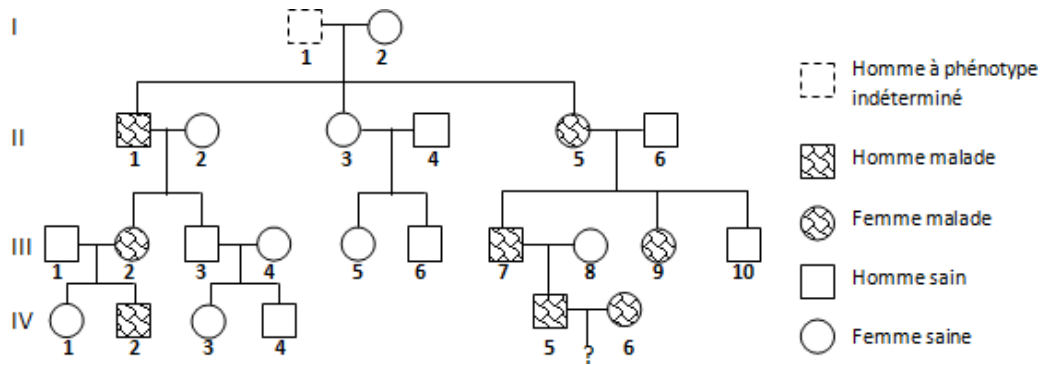 I
1 2
II
1 2 3 4 5 6
III
1 2 3 4 5 6 7 8 9 10
IV
1 2 3 4 5 ? 6
Homme à phénotype
indéterminé
Homme malade
Femme malade
Homme sain
Femme saine